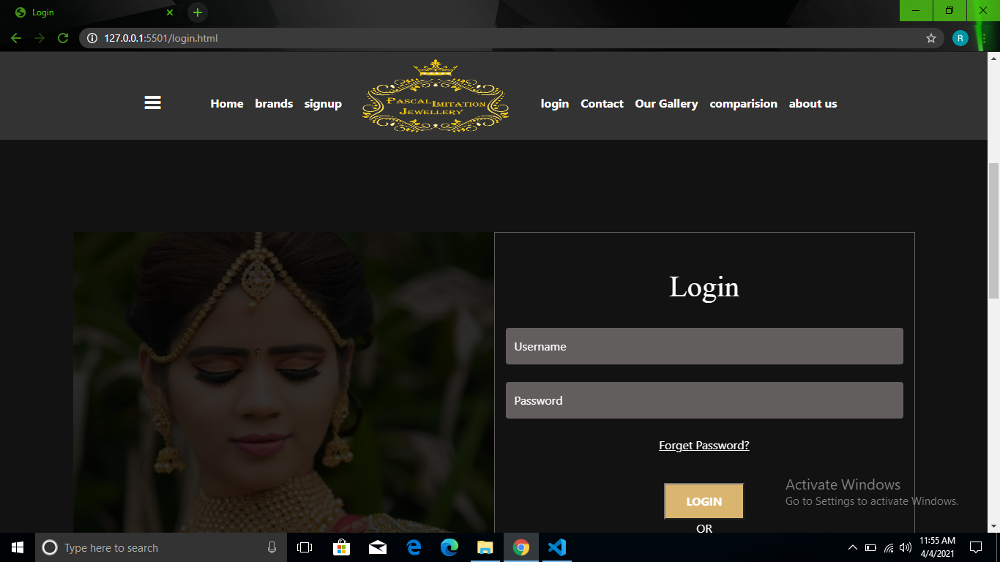 Login
127.0.0.1:5501/login.html
R
Home brands signup
PASCAL IMITATION
JEWELLERY
login Contact Our Gallery comparision about us
Login
Username
Password
Forget Password?
LOGIN
OR
Activate Windows
Go to Settings to activate Windows.
Type here to search
11:55 AM
4/4/2021